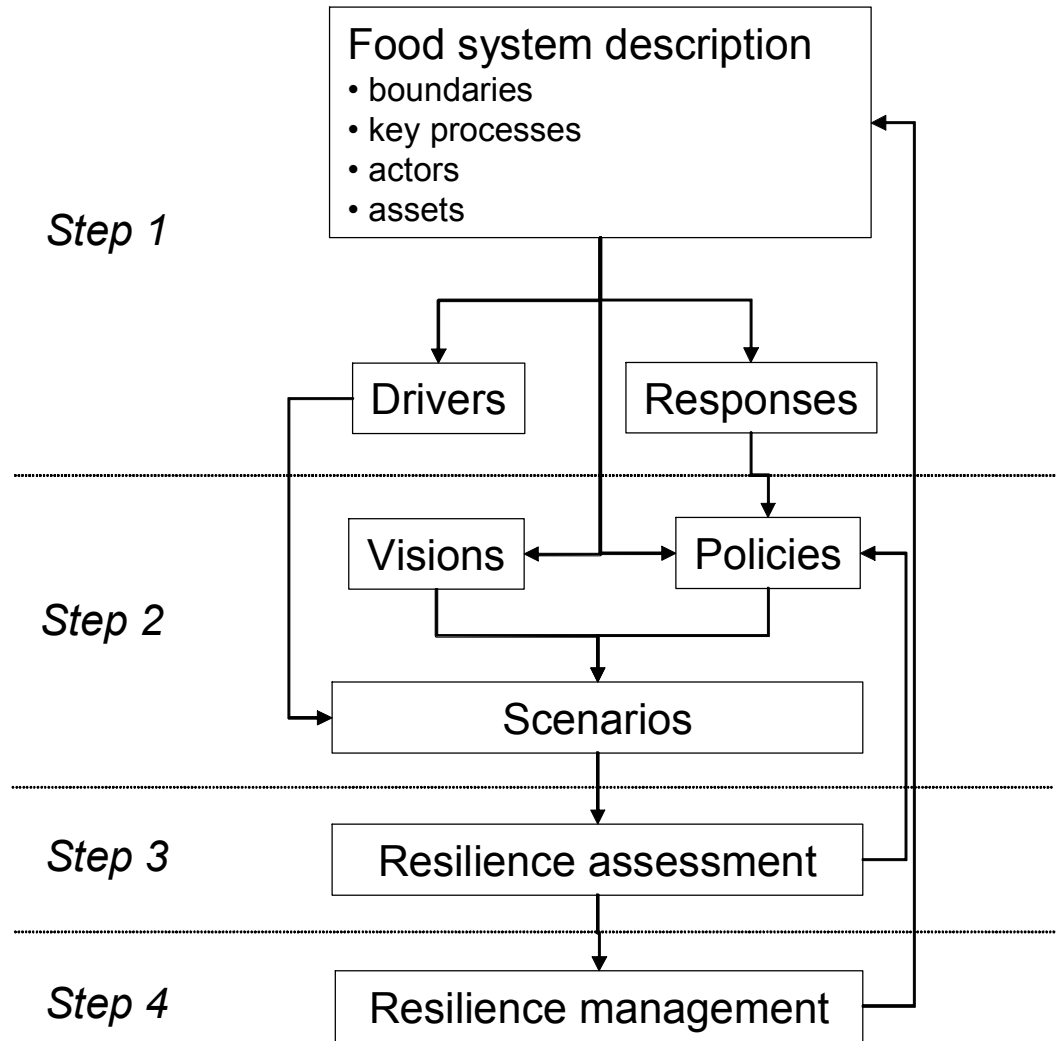 Food system description
• boundaries
• key processes
• actors
• assets
Step 1
Drivers
Responses
Visions
Policies
Step 2
Scenarios
Step 3
Resilience assessment
Step 4
Resilience management